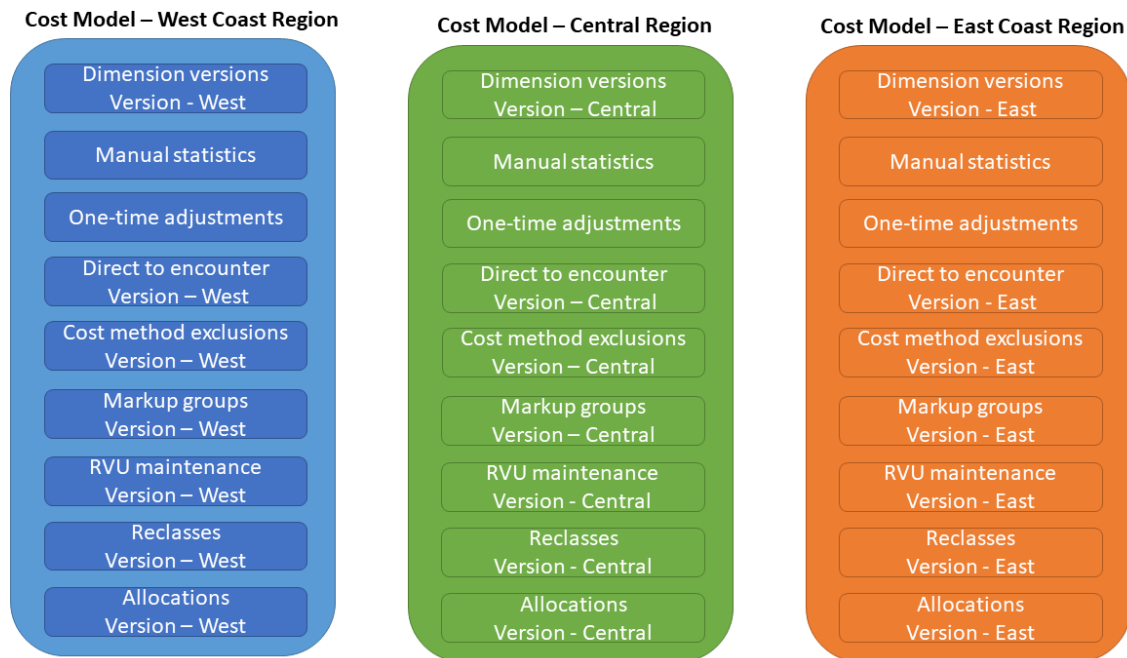 Cost Model – West Coast Region
Dimension versions
Version - West
Manual statistics
One-time adjustments
Direct to encounter
Version – West
Cost method exclusions
Version – West
Markup groups
Version – West
RVU maintenance
Version – West
Reclasses
Version – West
Allocations
Version – West
Cost Model – Central Region
Dimension versions
Version – Central
Manual statistics
One-time adjustments
Direct to encounter
Version – Central
Cost method exclusions
Version – Central
Markup groups
Version – Central
RVU maintenance
Version - Central
Reclasses
Version - Central
Allocations
Version - Central
Cost Model – East Coast Region
Dimension versions
Version - East
Manual statistics
One-time adjustments
Direct to encounter
Version - East
Cost method exclusions
Version - East
Markup groups
Version - East
RVU maintenance
Version - East
Reclasses
Version - East
Allocations
Version - East